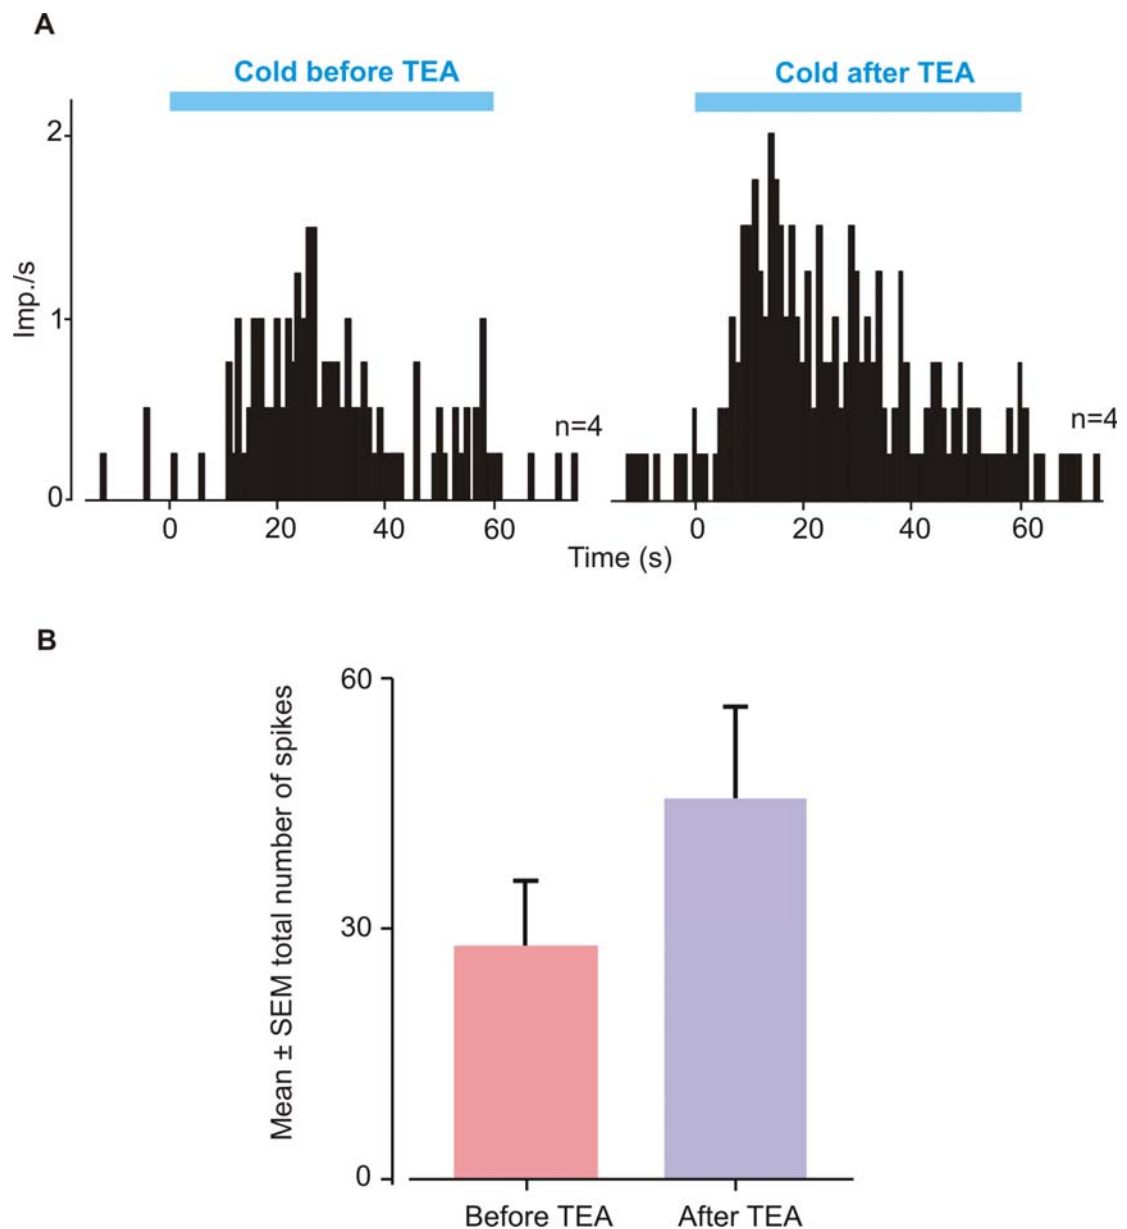 A
Cold before TEA
Cold after TEA
2
1
0
Imp./s
n=4
n=4
0 20 40 60
0 20 40 60
Time (s)
B
60
30
0
Mean ± SEM total number of spikes
Before TEA
After TEA